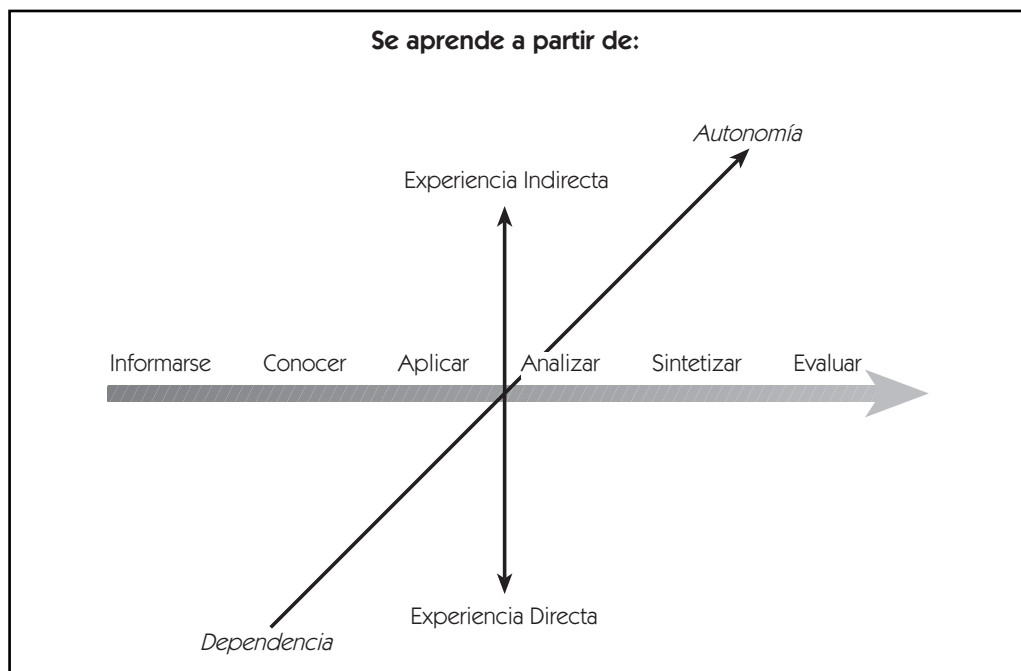 Se aprende a partir de:
Autonomía
Experiencia Indirecta
Informarse Conocer Aplicar Analizar Sintetizar Evaluar
Experiencia Directa
Dependencia